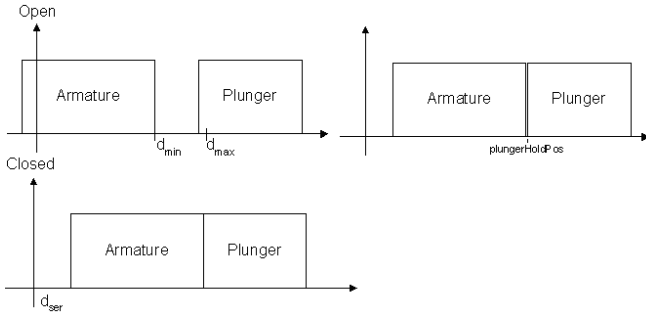 Open
Armature
Plunger
d_min
d_max
Armature
Plunger
plungerHoldPos
Closed
Armature
Plunger
d_ser